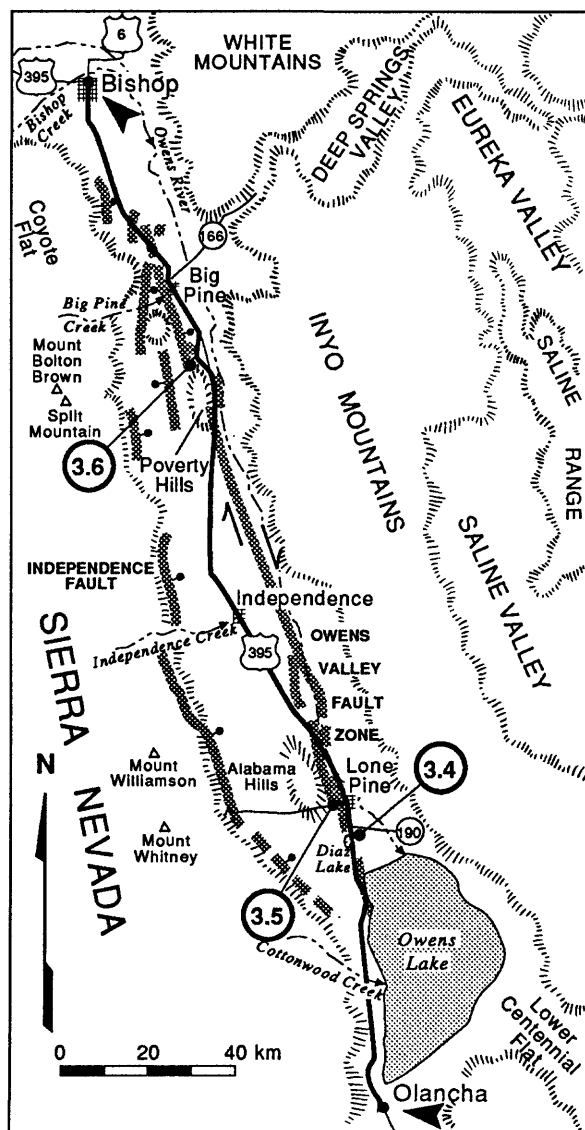 6
395
Bishop
WHITE
MOUNTAINS
Bishop
Creek
Owens River
DEEP SPRINGS
VALLEY
EUREKA VALLEY
Coyote
Flat
166
Big Pine
Creek
Big
Pine
Mount
Bolton
Brown
Split
Mountain
3.6
Poverty
Hills
INYO MOUNTAINS
SALINE
RANGE
SALINE VALLEY
INDEPENDENCE
FAULT
Independence
Independence Creek
395
OWENS
VALLEY
FAULT
ZONE
SIERRA
NEVADA
N
Mount
Williamson
Alabama
Hills
Lone
Pine
3.4
190
Mount
Whitney
Diaz
Lake
3.5
Owens
Lake
Cottonwood
Creek
Lower
Centennial
Flat
0 20 40 km
Olancha